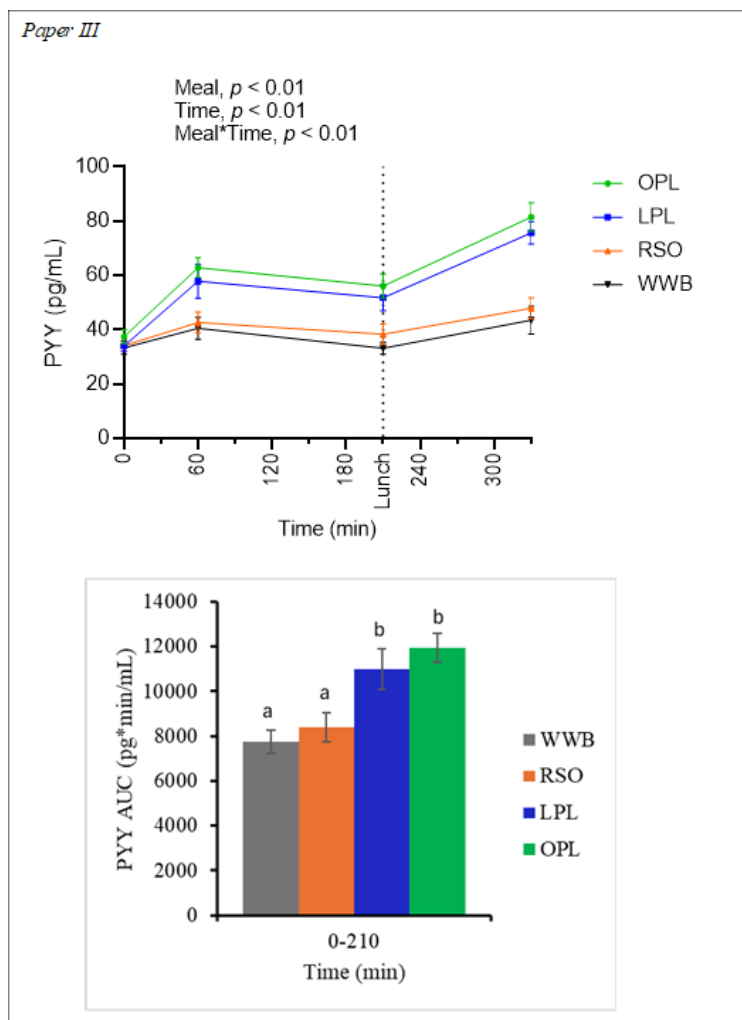 Paper III
Meal, p < 0.01
Time, p < 0.01
Meal*Time, p < 0.01
100
80
60
40
20
0
PYY (pg/mL)
0
60
120
180
Lunch
240
300
Time (min)
OPL
LPL
RSO
WWB
14000
12000
10000
8000
6000
4000
2000
0
PYY AUC (pg*min/mL)
a
a
b
b
0-210
Time (min)
WWB
RSO
LPL
OPL